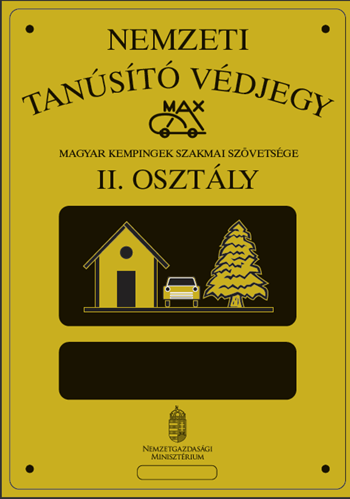 NEMZETI
TANÚSÍTÓ VÉDJEGY
MAX
MAGYAR KEMPINGEK SZAKMAI SZÖVETSÉGE
II. OSZTÁLY
NEMZETGAZDASÁGI
MINISZTÉRIUM